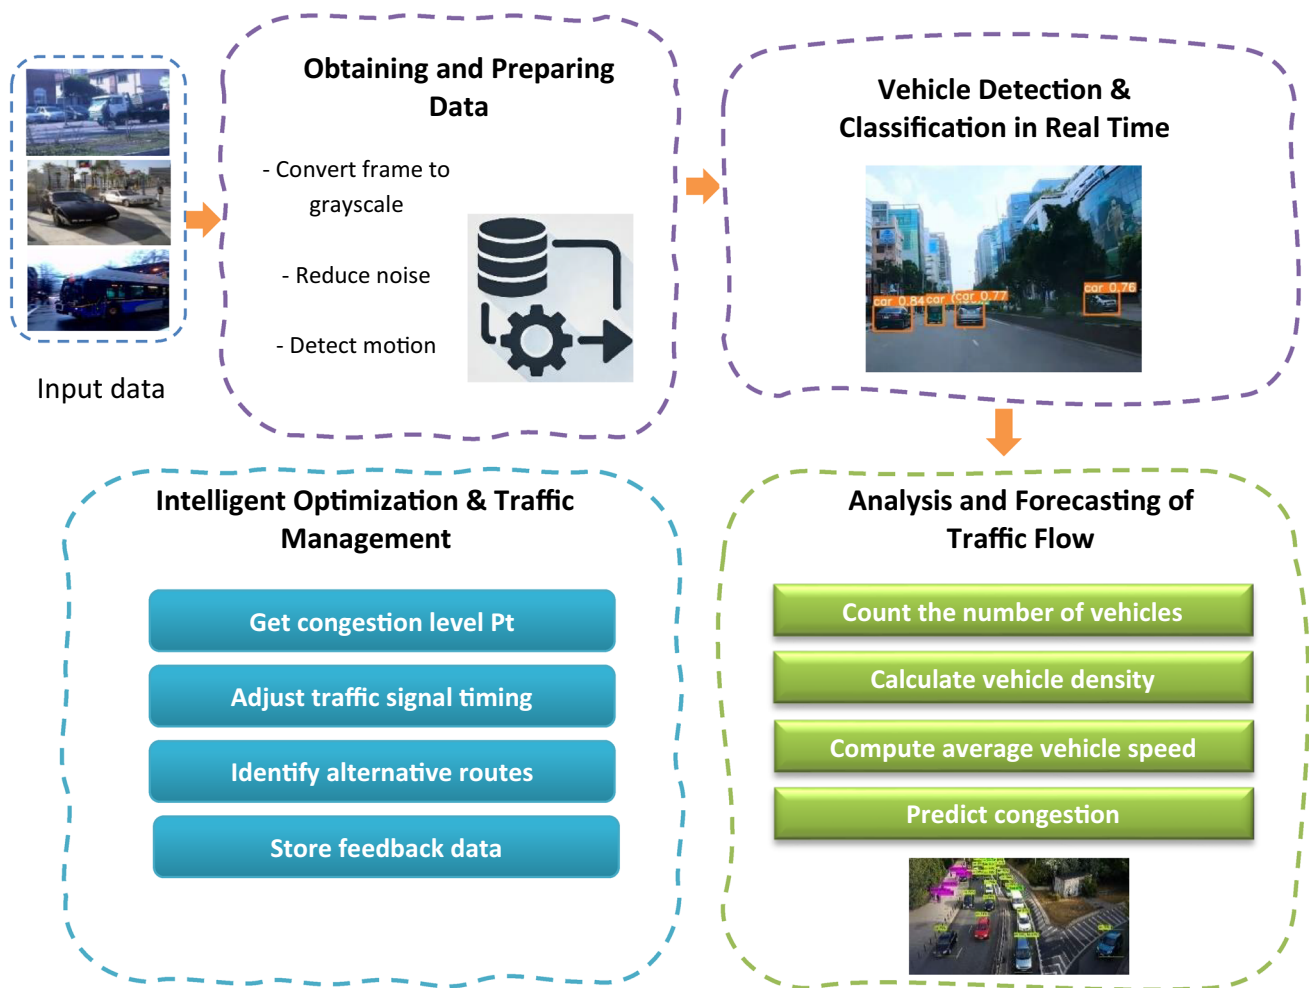 Input data
Obtaining and Preparing
Data
- Convert frame to
grayscale
- Reduce noise
- Detect motion
Vehicle Detection &
Classification in Real Time
car 0.84
car
car 0.77
car 0.76
Analysis and Forecasting of
Traffic Flow
Count the number of vehicles
Calculate vehicle density
Compute average vehicle speed
Predict congestion
Intelligent Optimization & Traffic
Management
Get congestion level Pt
Adjust traffic signal timing
Identify alternative routes
Store feedback data